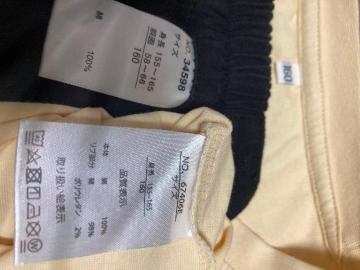 NO. 34598
サイズ
身長 155~165
胴囲 58~66
160
綿 100%
160
NO. 674058
サイズ
身長 155~165
160
品質表示
本体 綿 100%
リブ部分 綿 98%
ポリウレタン 2%
取り扱い絵表示